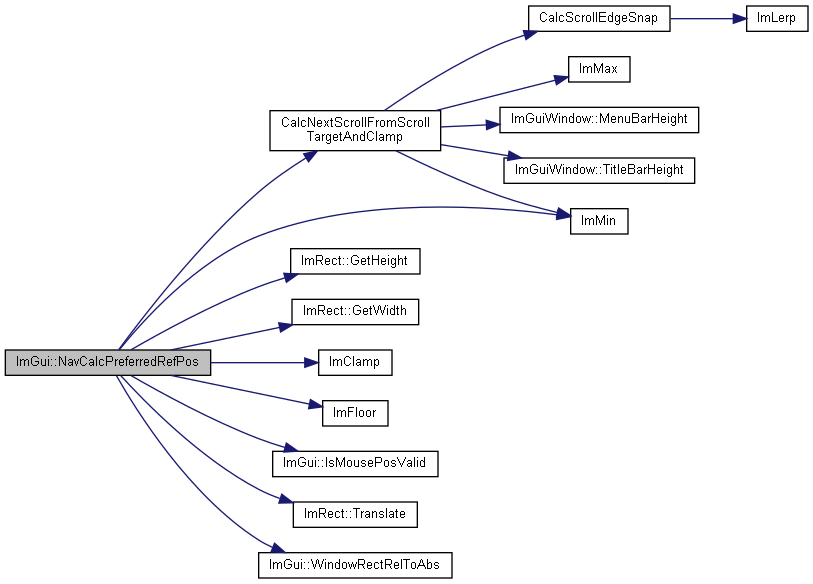 CalcScrollEdgeSnap
ImLerp
ImMax
CalcNextScrollFromScroll
TargetAndClamp
ImGuiWindow::MenuBarHeight
ImGuiWindow::TitleBarHeight
ImMin
ImRect::GetHeight
ImRect::GetWidth
ImGui::NavCalcPreferredRefPos
ImClamp
ImFloor
ImGui::IsMousePosValid
ImRect::Translate
ImGui::WindowRectRelToAbs